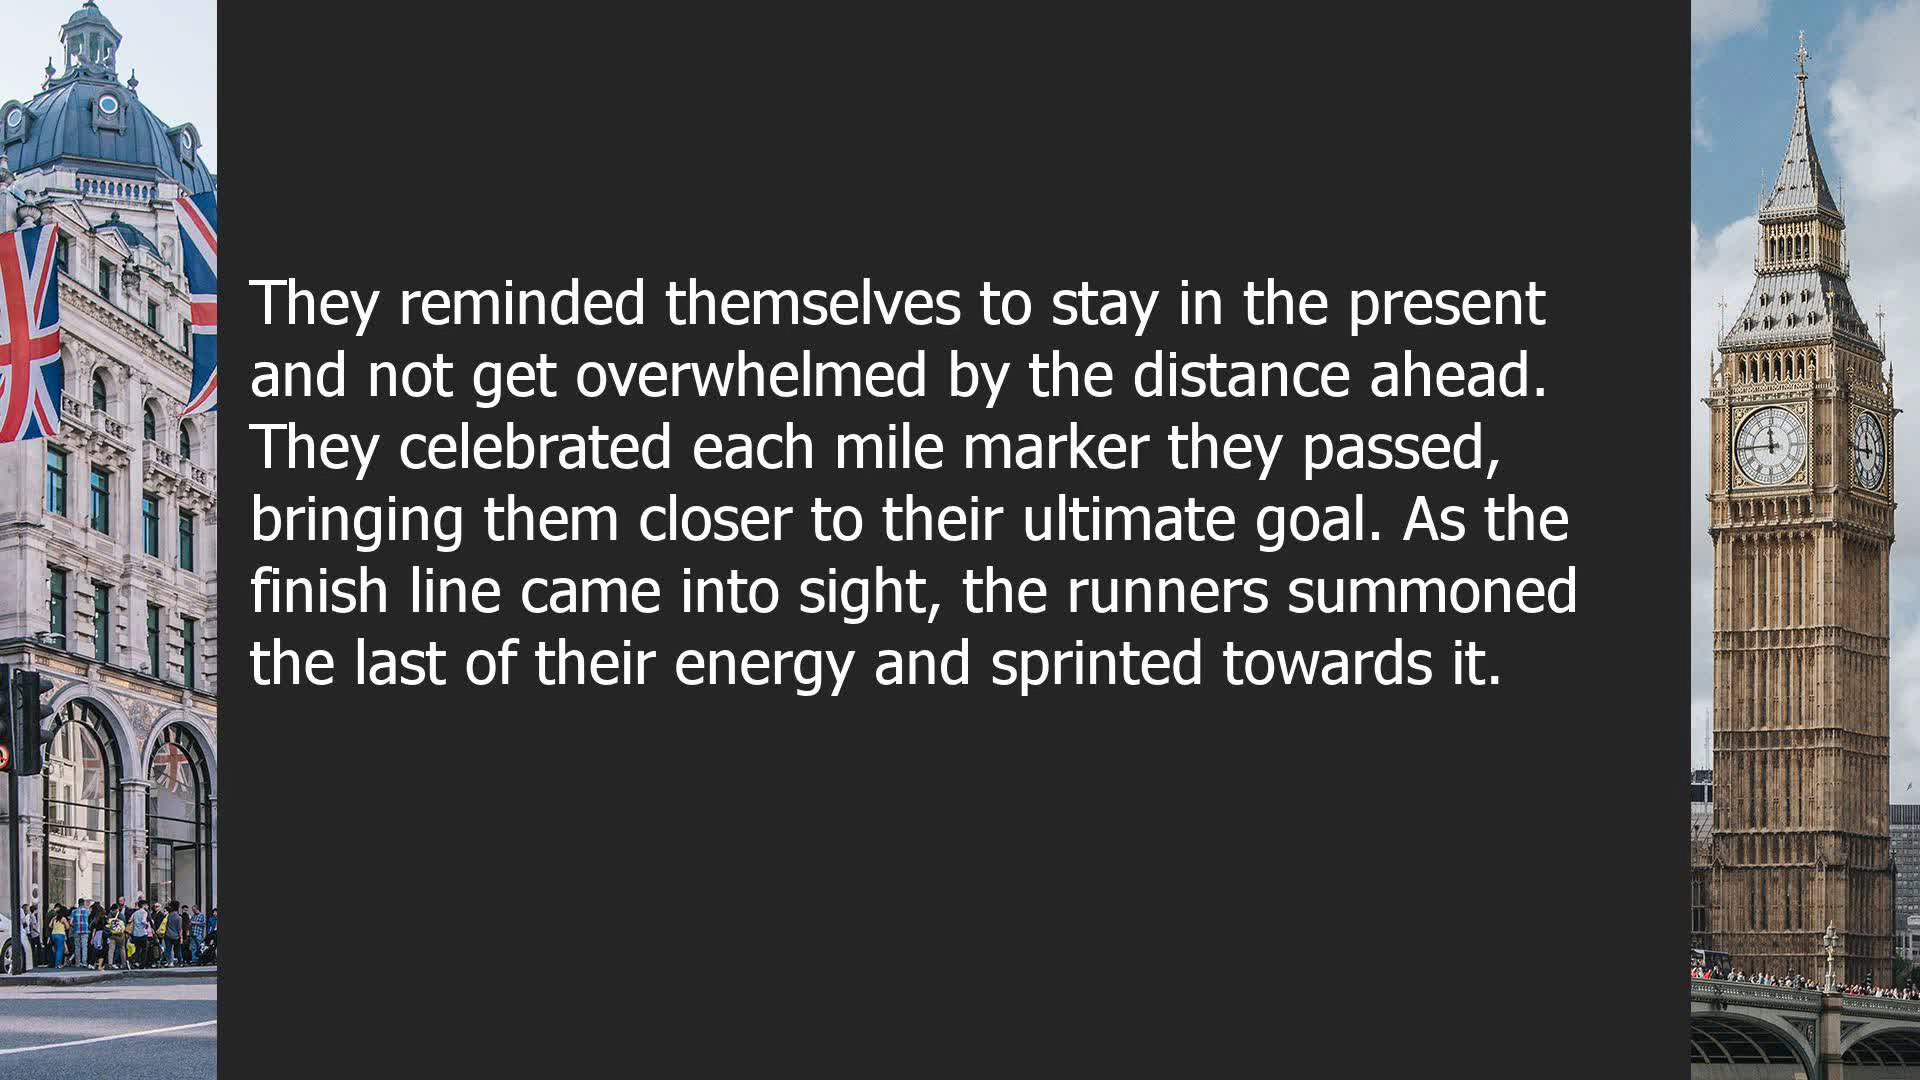 They reminded themselves to stay in the present
and not get overwhelmed by the distance ahead.
They celebrated each mile marker they passed,
bringing them closer to their ultimate goal. As the
finish line came into sight, the runners summoned
the last of their energy and sprinted towards it.